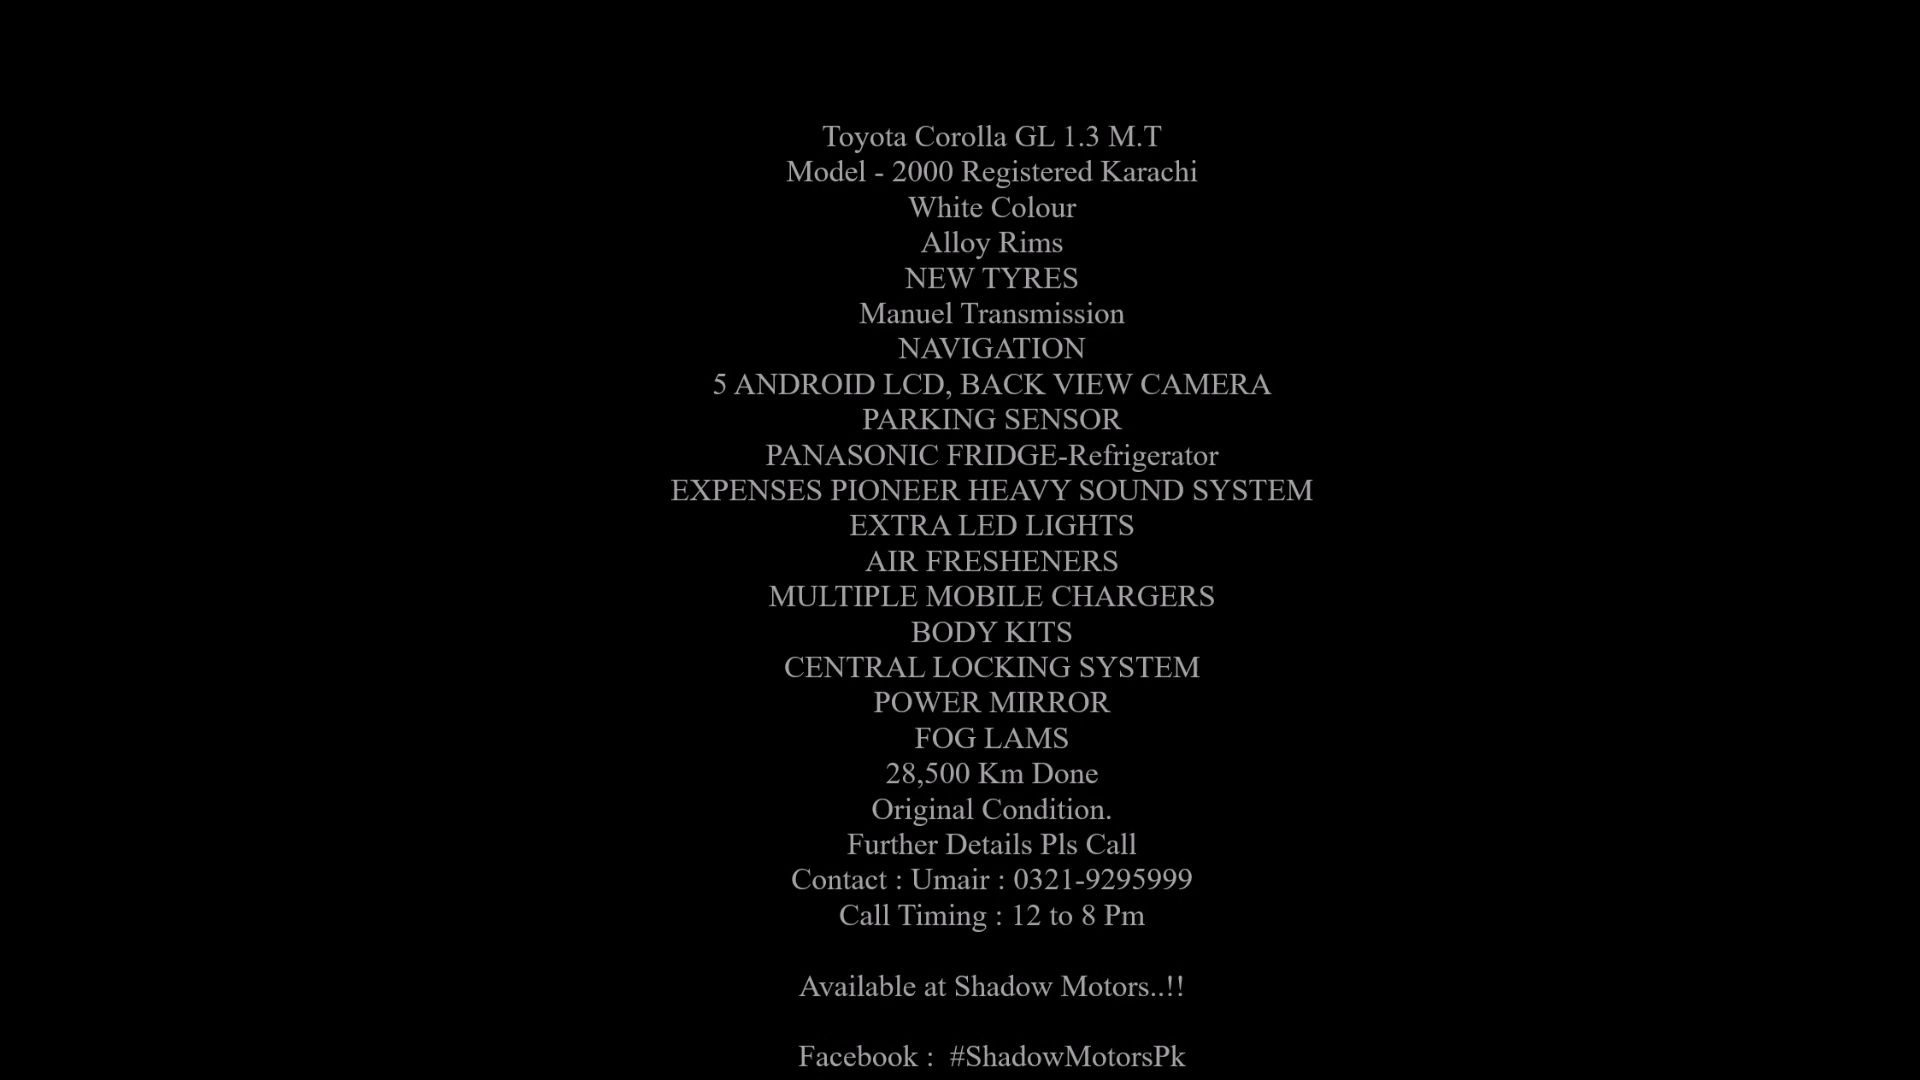 Toyota Corolla GL 1.3 M.T
Model - 2000 Registered Karachi
White Colour
Alloy Rims
NEW TYRES
Manuel Transmission
NAVIGATION
5 ANDROID LCD, BACK VIEW CAMERA
PARKING SENSOR
PANASONIC FRIDGE-Refrigerator
EXPENSES PIONEER HEAVY SOUND SYSTEM
EXTRA LED LIGHTS
AIR FRESHENERS
MULTIPLE MOBILE CHARGERS
BODY KITS
CENTRAL LOCKING SYSTEM
POWER MIRROR
FOG LAMS
28,500 Km Done
Original Condition.
Further Details Pls Call
Contact : Umair : 0321-9295999
Call Timing : 12 to 8 Pm
Available at Shadow Motors..!!
Facebook :  #ShadowMotorsPk